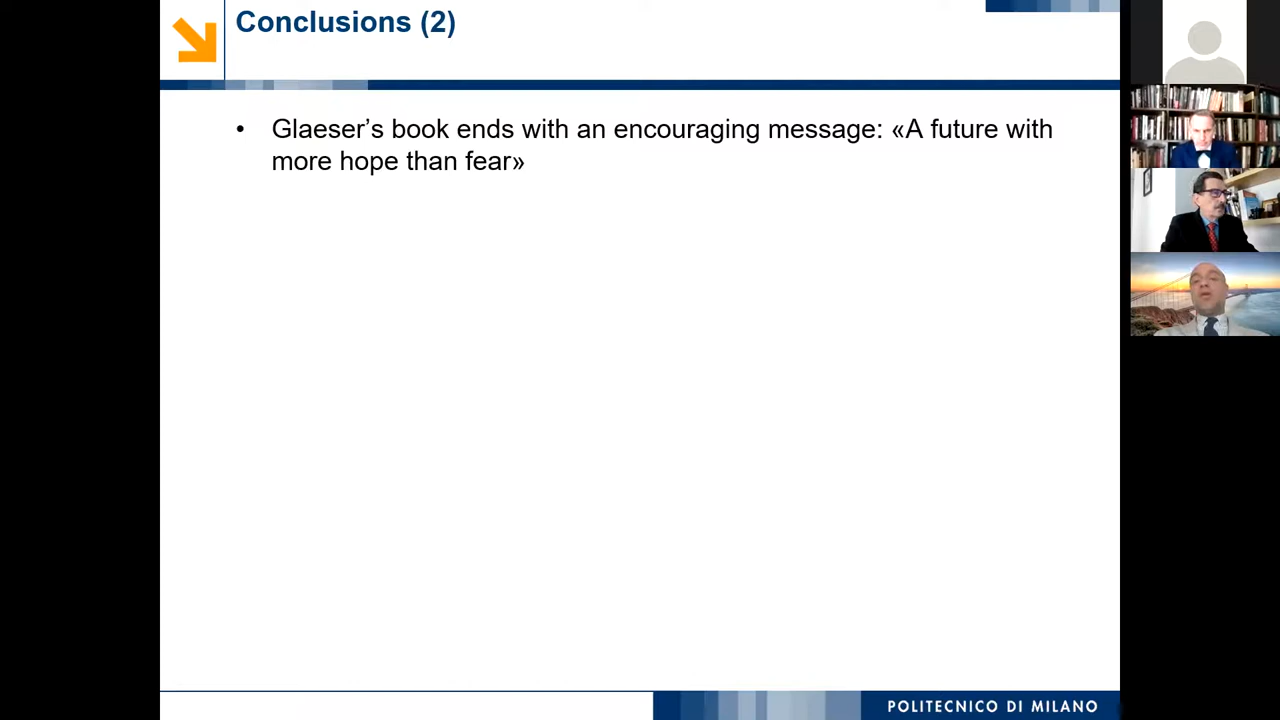 Conclusions (2)
• Glaeser’s book ends with an encouraging message: «A future with
more hope than fear»
POLITECNICO DI MILANO